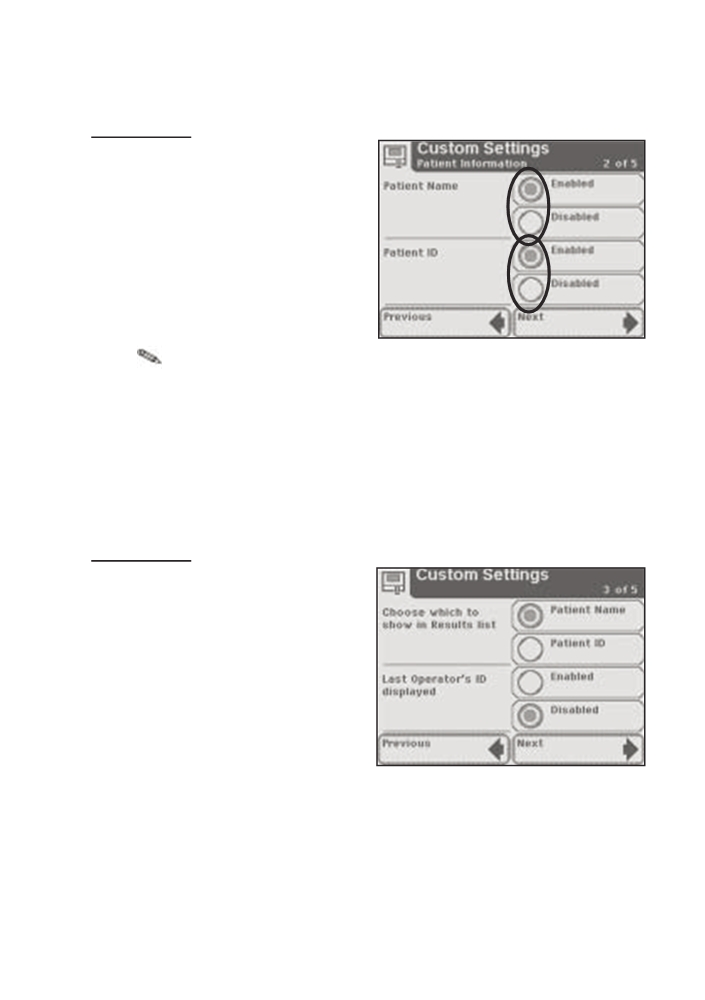 Custom Settings
Patient Information 2 of 5
Patient Name
Enabled
Disabled
Patient ID
Enabled
Disabled
Previous
Next
Custom Settings
3 of 5
Choose which to
show in Results list
Patient Name
Patient ID
Last Operator's ID
displayed
Enabled
Disabled
Previous
Next